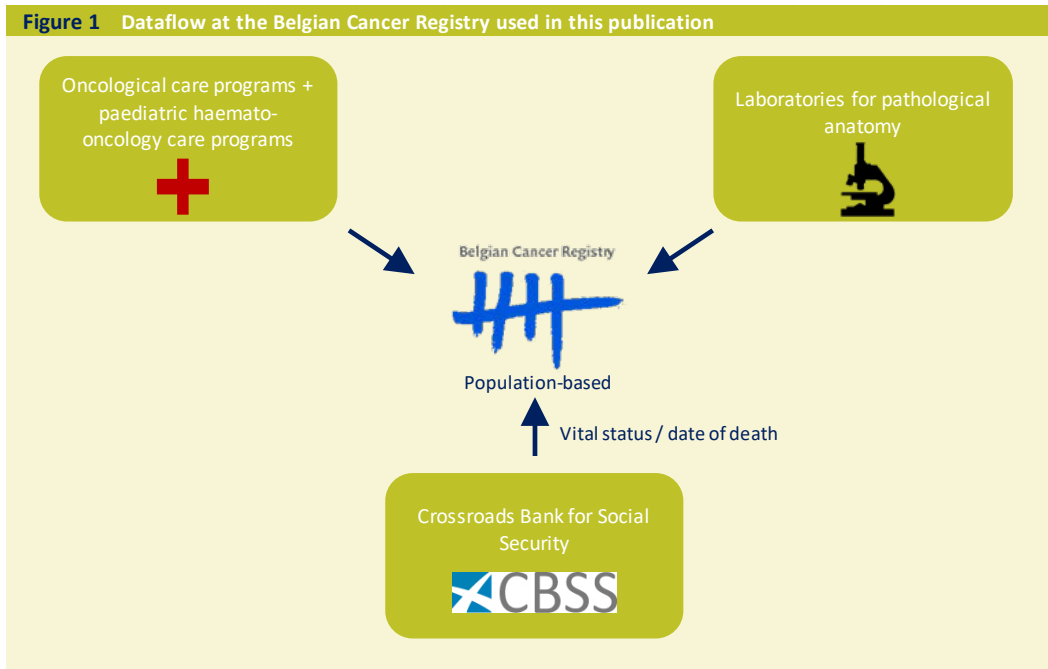 Figure 1 Dataflow at the Belgian Cancer Registry used in this publication
Oncological care programs +
paediatric haemato-
oncology care programs
Laboratories for pathological
anatomy
Belgian Cancer Registry
Population-based
Vital status / date of death
Crossroads Bank for Social
Security
CBSS